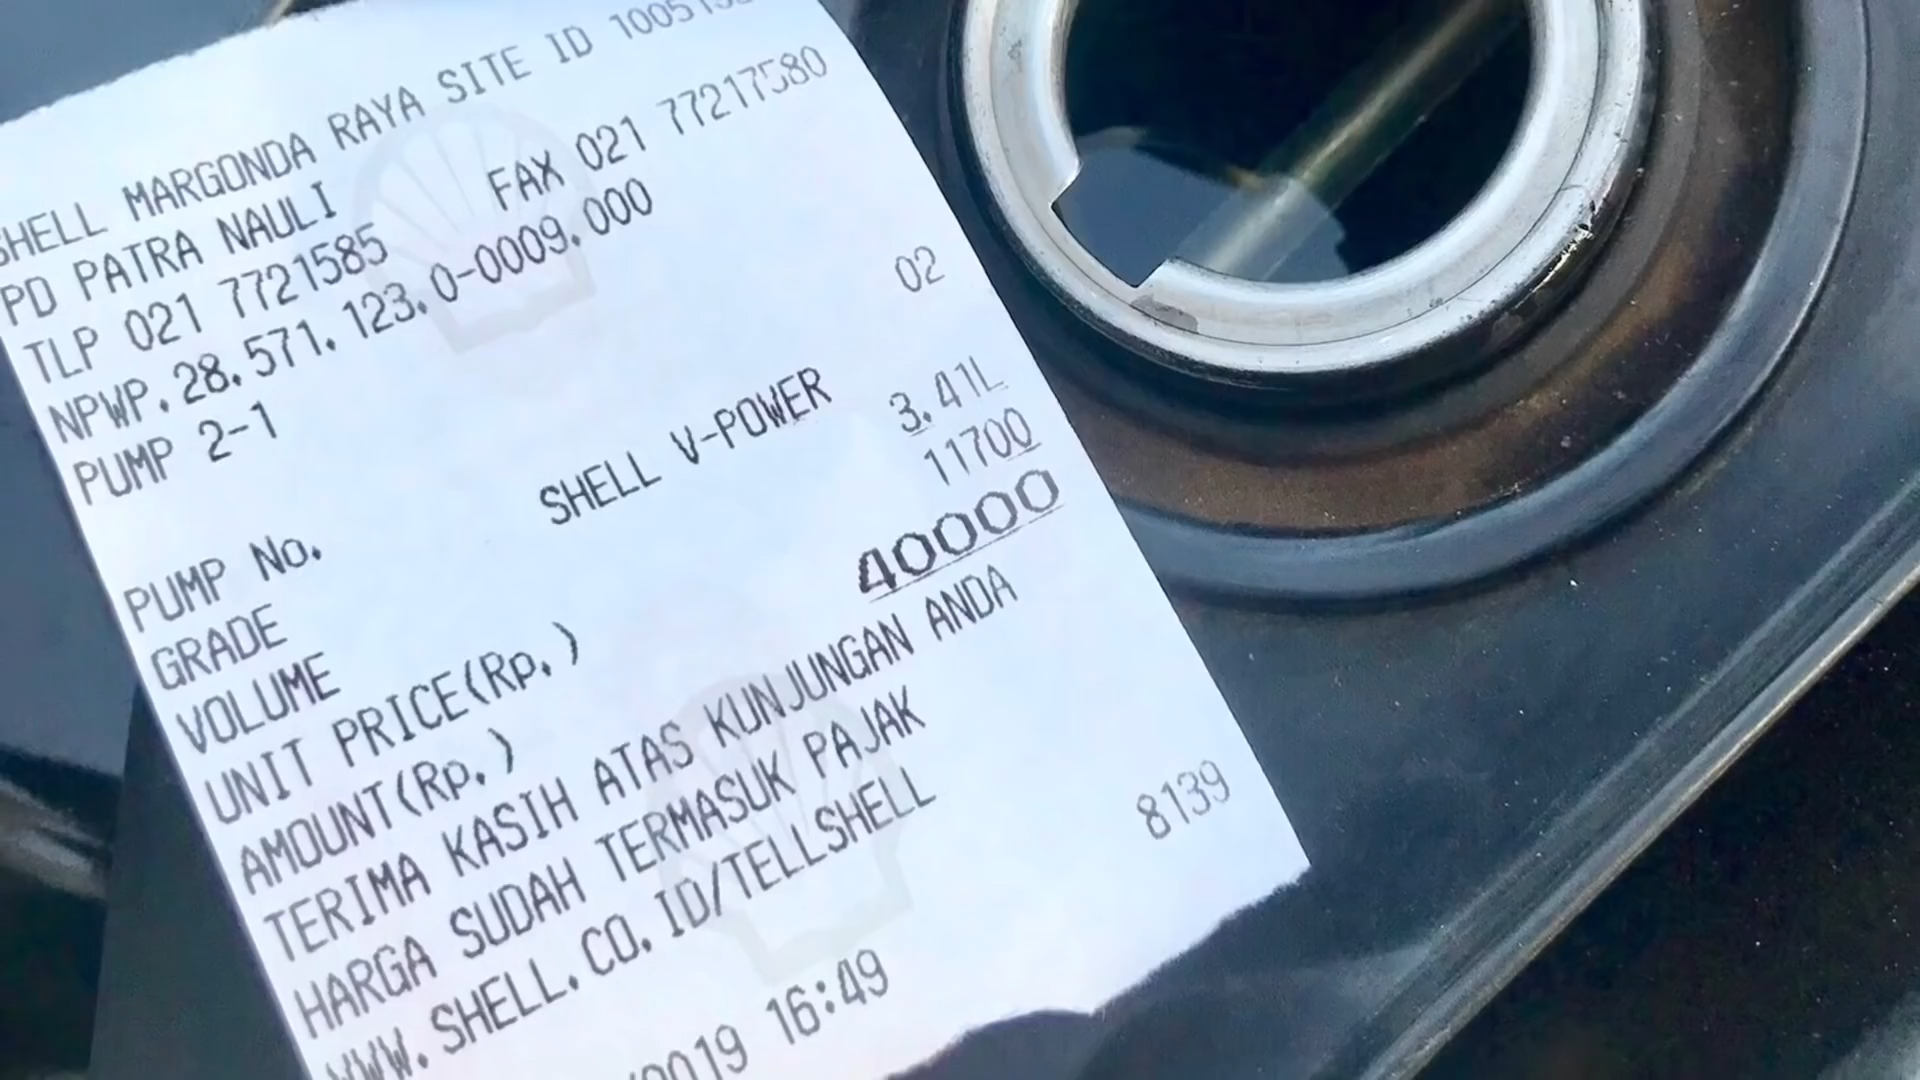 SHELL MARGONDA RAYA SITE ID
PD PATRA NAULI
TLP 021 7721585 FAX 021 77217580
NPWP.28.571.123.0-0009.000
PUMP 2-1
PUMP No. 02
GRADE SHELL V-POWER
VOLUME 3.41L
UNIT PRICE(Rp.) 11700
AMOUNT(Rp.) 40000
TERIMA KASIH ATAS KUNJUNGAN ANDA
HARGA SUDAH TERMASUK PAJAK
WWW.SHELL.CO.ID/TELLSHELL
8139
16:49